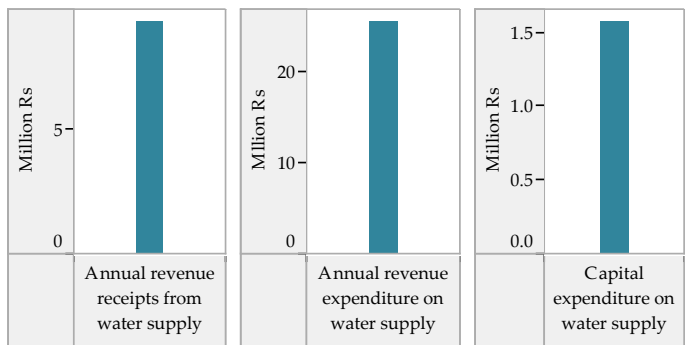 Million Rs
5
0
Annual revenue
receipts from
water supply
Mllion Rs
20
10
0
Annual revenue
expenditure on
water supply
Million Rs
1.5
1.0
0.5
0.0
Capital
expenditure on
water supply